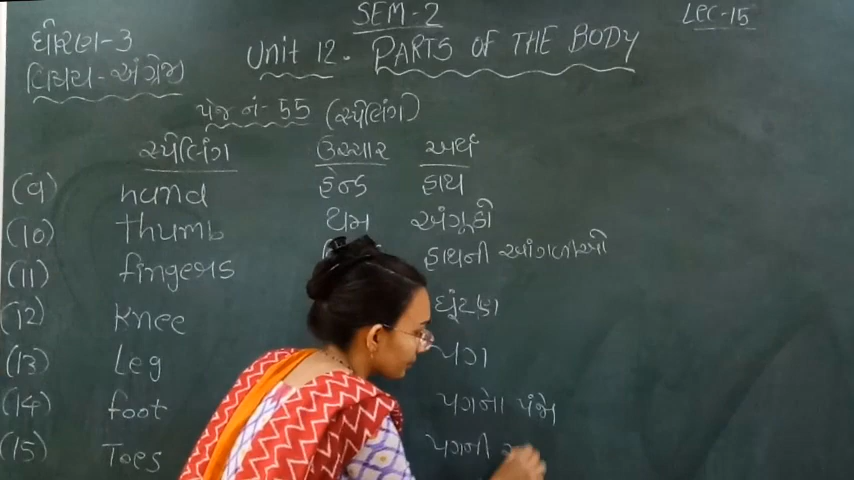 SEM-2
LEC-15
ધોરણ-3
વિષય-અંગ્રેજી
Unit 12. PARTS OF THE BODY
પેજ નં-55 (સ્પેલિંગ)
સ્પેલિંગ ઉચ્ચાર અર્થ
(9) hand હેન્ડ હાથ
(10) Thumb થમ અંગૂઠો
(11) fingers હાથની આંગળીઓ
(12) Knee ઘૂંટણ
(13) Leg પગ
(14) foot પગનો પંજો
(15) Toes પગની